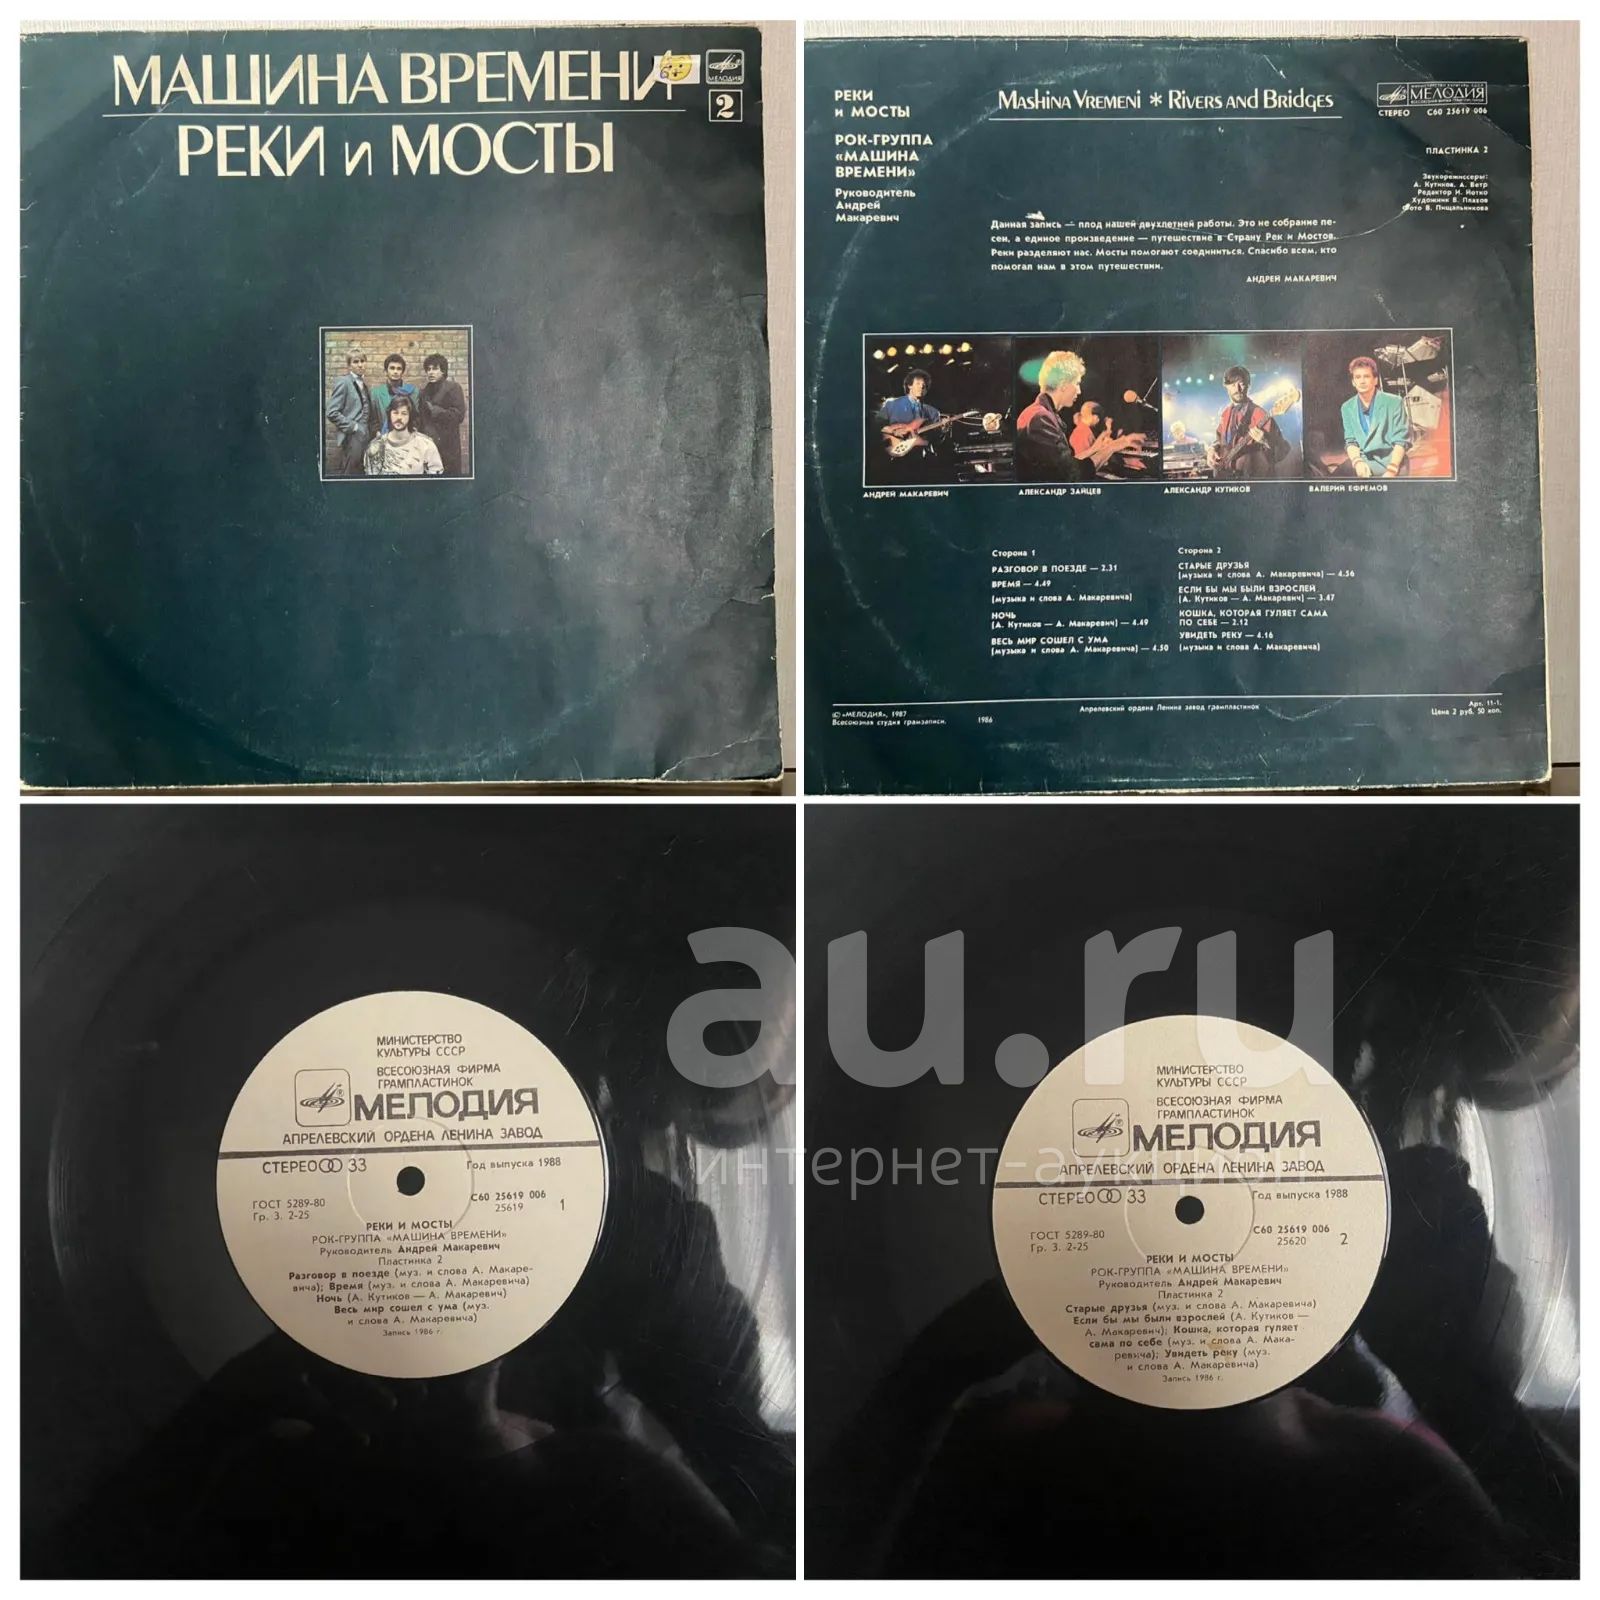 МАШИНА ВРЕМЕНИ
РЕКИ и МОСТЫ
МЕЛОДИЯ
2
РЕКИ
И МОСТЫ
РОК-ГРУППА
«МАШИНА
ВРЕМЕНИ»
Руководитель
Андрей
Макаревич
MASHINA VREMENI * RIVERS AND BRIDGES
МЕЛОДИЯ
СТЕРЕО С60 25619 006
ПЛАСТИНКА 2
Звукорежиссеры:
А. Кутиков, А. Ветр
Редактор И. Йотко
Художник В. Плахов
Фото В. Пищальникова
Данная запись — плод нашей двухлетней работы. Это не собрание пе-
сен, а единое произведение — путешествие в Страну Рек и Мостов.
Реки разделяют нас. Мосты помогают соединиться. Спасибо всем, кто
помогал нам в этом путешествии.
АНДРЕЙ МАКАРЕВИЧ
АНДРЕЙ МАКАРЕВИЧ
АЛЕКСАНДР ЗАЙЦЕВ
АЛЕКСАНДР КУТИКОВ
ВАЛЕРИЙ ЕФРЕМОВ
Сторона 1
РАЗГОВОР В ПОЕЗДЕ — 2.31
ВРЕМЯ — 4.49
(музыка и слова А. Макаревича)
НОЧЬ
(А. Кутиков — А. Макаревич) — 4.49
ВЕСЬ МИР СОШЕЛ С УМА
(музыка и слова А. Макаревича) — 4.50
Сторона 2
СТАРЫЕ ДРУЗЬЯ
(музыка и слова А. Макаревича) — 4.56
ЕСЛИ БЫ МЫ БЫЛИ ВЗРОСЛЕЙ
(А. Кутиков — А. Макаревич) — 3.47
КОШКА, КОТОРАЯ ГУЛЯЕТ САМА
ПО СЕБЕ — 2.12
УВИДЕТЬ РЕКУ — 4.16
(музыка и слова А. Макаревича)
© «МЕЛОДИЯ», 1987
Всесоюзная студия грамзаписи. 1986
Апрелевский ордена Ленина завод грампластинок
Арт. 11-1.
Цена 2 руб. 50 коп.
МИНИСТЕРСТВО
КУЛЬТУРЫ СССР
ВСЕСОЮЗНАЯ ФИРМА
ГРАМПЛАСТИНОК
МЕЛОДИЯ
АПРЕЛЕВСКИЙ ОРДЕНА ЛЕНИНА ЗАВОД
СТЕРЕО 33
Год выпуска 1988
ГОСТ 5289-80
Гр. 3. 2-25
С60 25619 006
25619 1
РЕКИ И МОСТЫ
РОК-ГРУППА «МАШИНА ВРЕМЕНИ»
Руководитель Андрей Макаревич
Пластинка 2
Разговор в поезде (муз. и слова А. Макаре-
вича); Время (муз. и слова А. Макаревича)
Ночь (А. Кутиков — А. Макаревич)
Весь мир сошел с ума (муз.
и слова А. Макаревича)
Запись 1986 г.
МИНИСТЕРСТВО
КУЛЬТУРЫ СССР
ВСЕСОЮЗНАЯ ФИРМА
ГРАМПЛАСТИНОК
МЕЛОДИЯ
АПРЕЛЕВСКИЙ ОРДЕНА ЛЕНИНА ЗАВОД
СТЕРЕО 33
Год выпуска 1988
ГОСТ 5289-80
Гр. 3. 2-25
С60 25619 006
25620 2
РЕКИ И МОСТЫ
РОК-ГРУППА «МАШИНА ВРЕМЕНИ»
Руководитель Андрей Макаревич
Пластинка 2
Старые друзья (муз. и слова А. Макаревича)
Если бы мы были взрослей (А. Кутиков —
А. Макаревич); Кошка, которая гуляет
сама по себе (муз. и слова А. Мака-
ревича); Увидеть реку (муз.
и слова А. Макаревича)
Запись 1986 г.
au.ru
интернет-аукцион